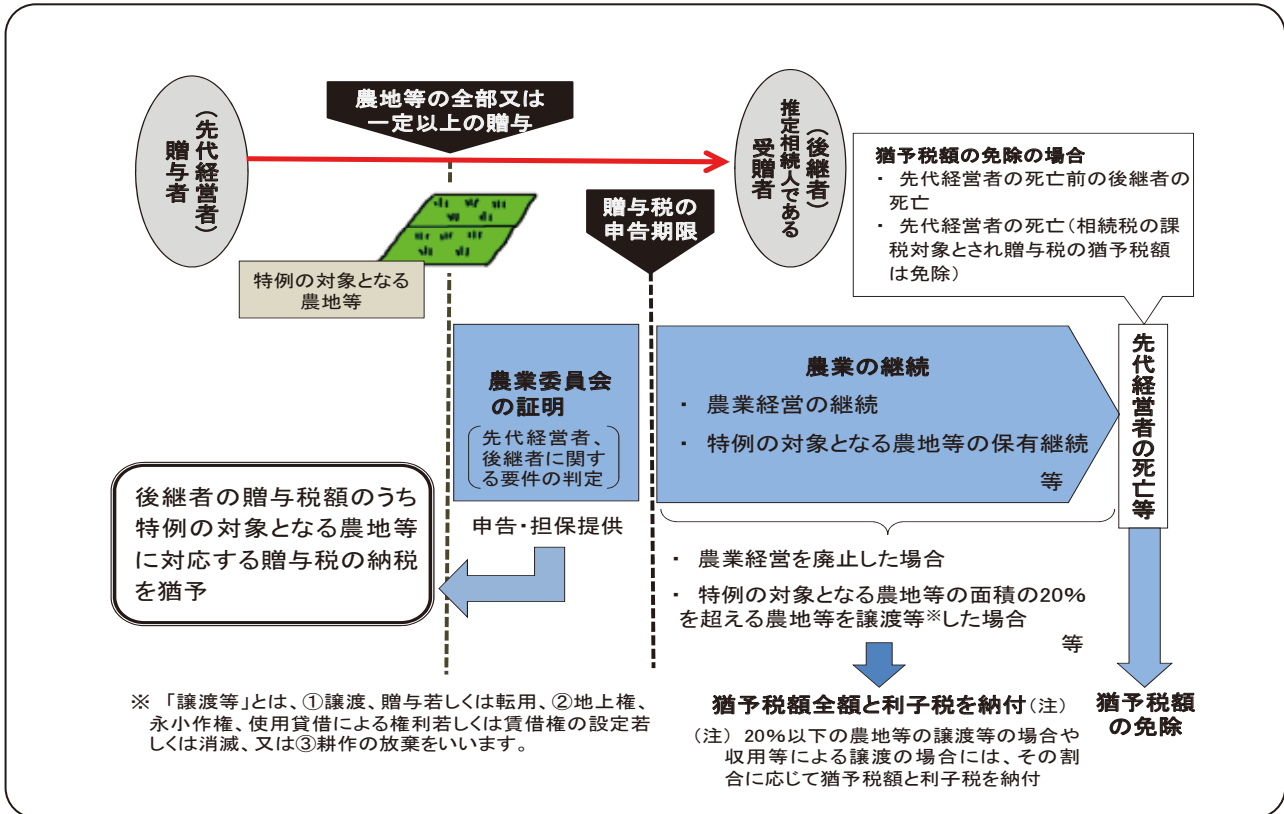 (先代経営者)
贈与者
農地等の全部又は
一定以上の贈与
(後継者)
推定相続人である
受贈者
特例の対象となる
農地等
贈与税の
申告期限
猶予税額の免除の場合
・ 先代経営者の死亡前の後継者の
死亡
・ 先代経営者の死亡(相続税の課
税対象とされ贈与税の猶予税額
は免除)
農業委員会
の証明
先代経営者、
後継者に関す
る要件の判定
申告・担保提供
農業の継続
・ 農業経営の継続
・ 特例の対象となる農地等の保有継続
等
先代経営者の死亡等
後継者の贈与税額のうち
特例の対象となる農地等
に対応する贈与税の納税
を猶予
・ 農業経営を廃止した場合
・ 特例の対象となる農地等の面積の20%
を超える農地等を譲渡等※した場合
等
※ 「譲渡等」とは、①譲渡、贈与若しくは転用、②地上権、
永小作権、使用貸借による権利若しくは賃借権の設定若
しくは消滅、又は③耕作の放棄をいいます。
猶予税額全額と利子税を納付(注)
(注) 20%以下の農地等の譲渡等の場合や
収用等による譲渡の場合には、その割
合に応じて猶予税額と利子税を納付
猶予税額
の免除